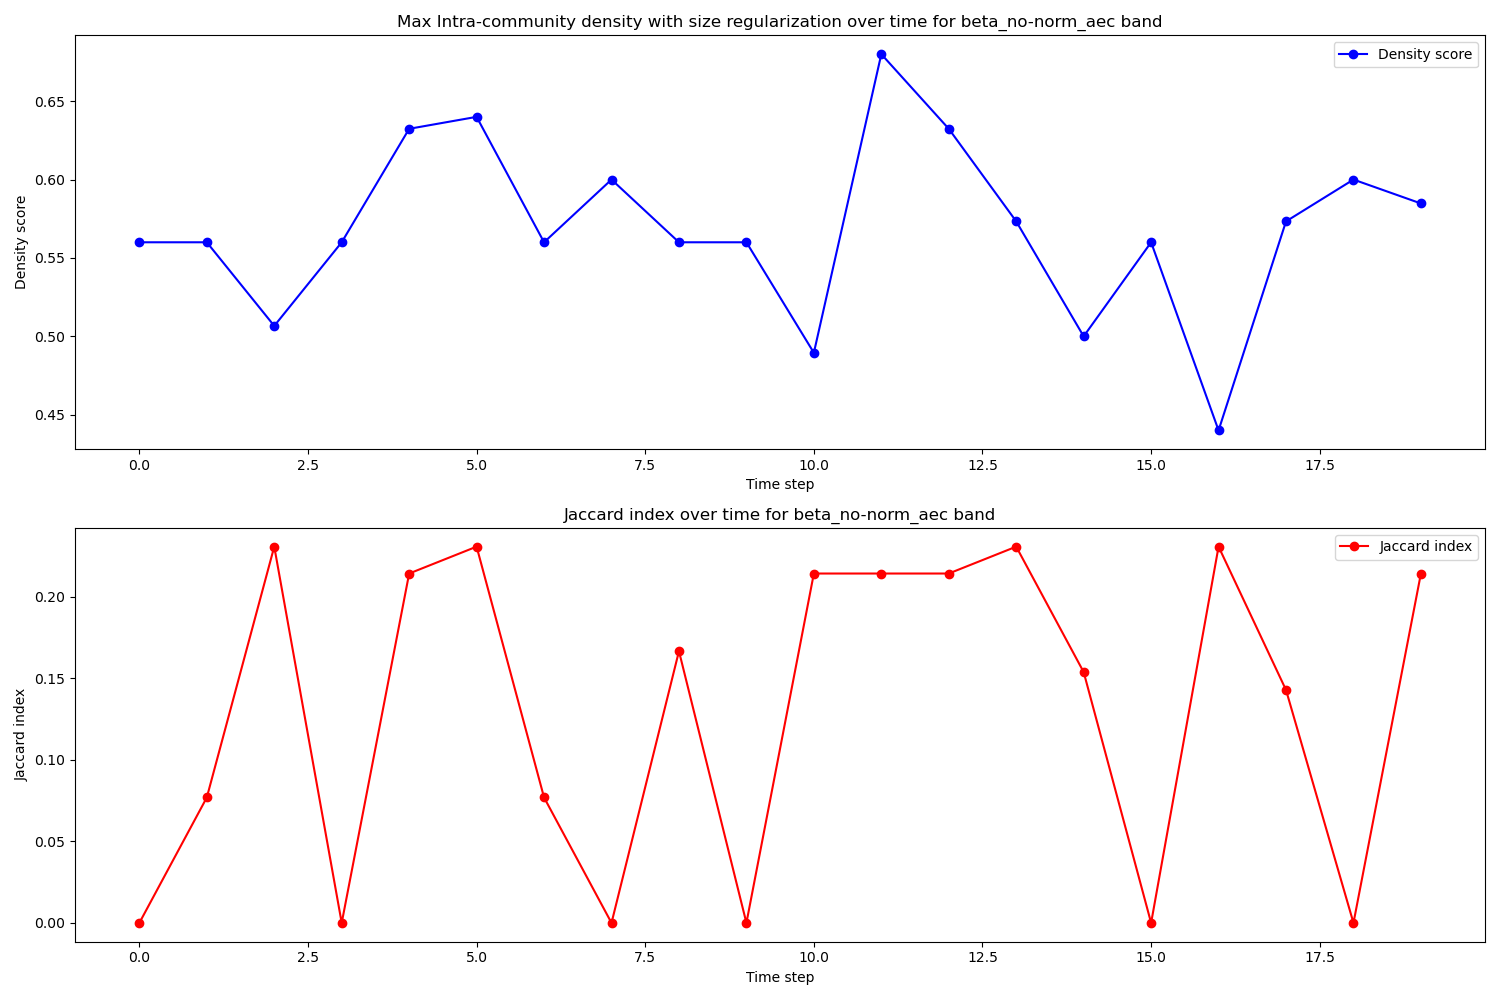 Max Intra-community density with size regularization over time for beta_no-norm_aec band
Density score
0.65
0.60
0.55
0.50
0.45
Density score
0.0 2.5 5.0 7.5 10.0 12.5 15.0 17.5
Time step
Jaccard index over time for beta_no-norm_aec band
Jaccard index
0.20
0.15
0.10
0.05
0.00
Jaccard index
0.0 2.5 5.0 7.5 10.0 12.5 15.0 17.5
Time step